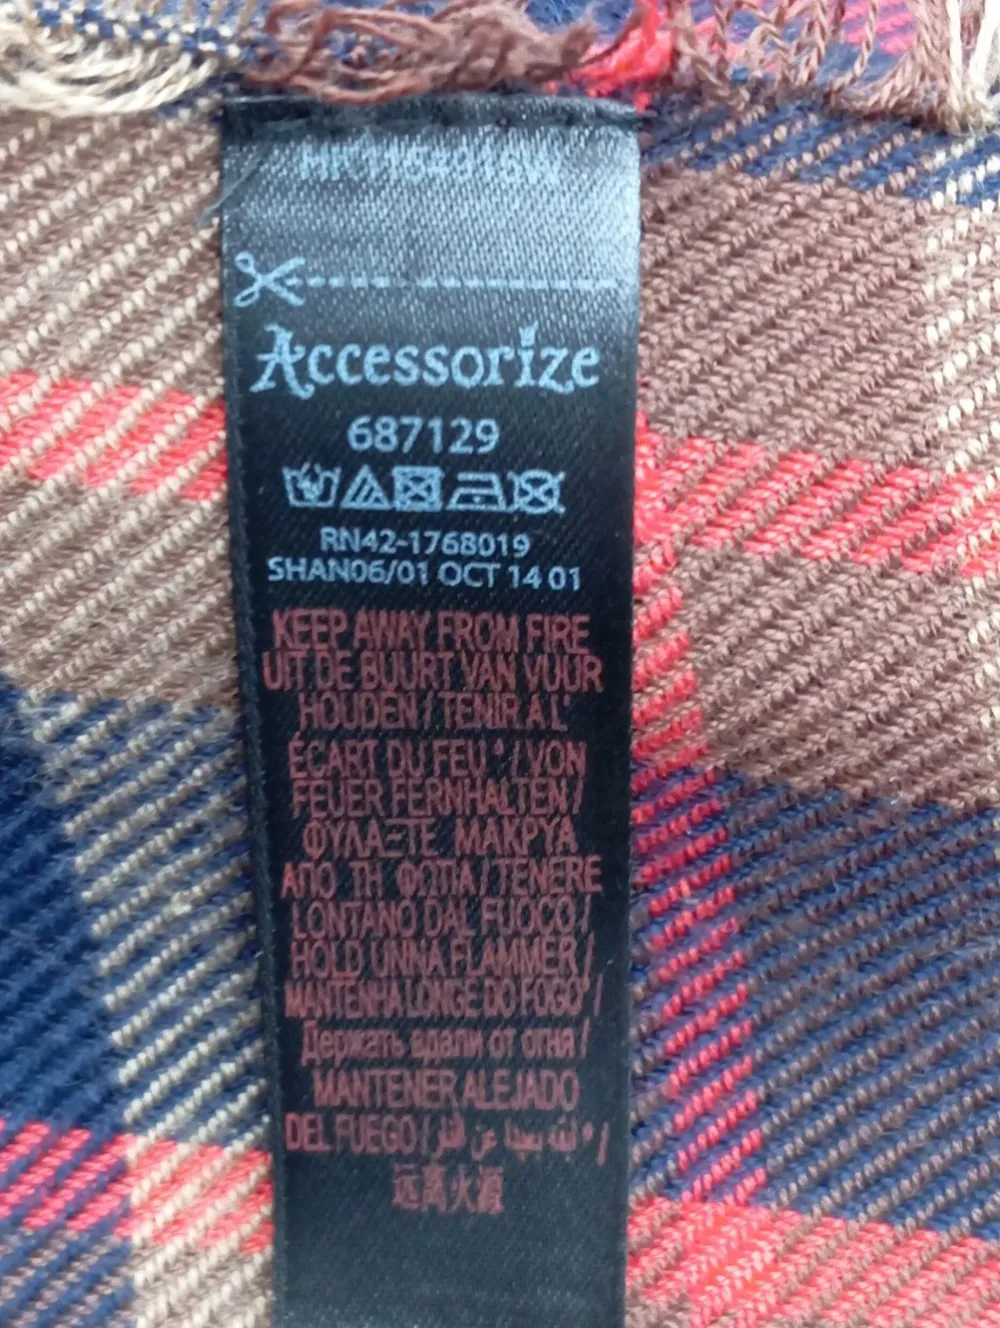 Accessorize
687129
RN42-1768019
SHAN06/01 OCT 14 01
KEEP AWAY FROM FIRE
UIT DE BUURT VAN VUUR
HOUDEN / TENIR A L'
ÉCART DU FEU * / VON
FEUER FERNHALTEN /
ΦΥΛΑΞΤΕ ΜΑΚΡΥΑ
ΑΠΟ ΤΗ ΦΩΤΙΑ / TENERE
LONTANO DAL FUOCO /
HOLD UNNA FLAMMER /
MANTENHA LONGE DO FOGO* /
Держать вдали от огня /
MANTENER ALEJADO
DEL FUEGO /
远离火源